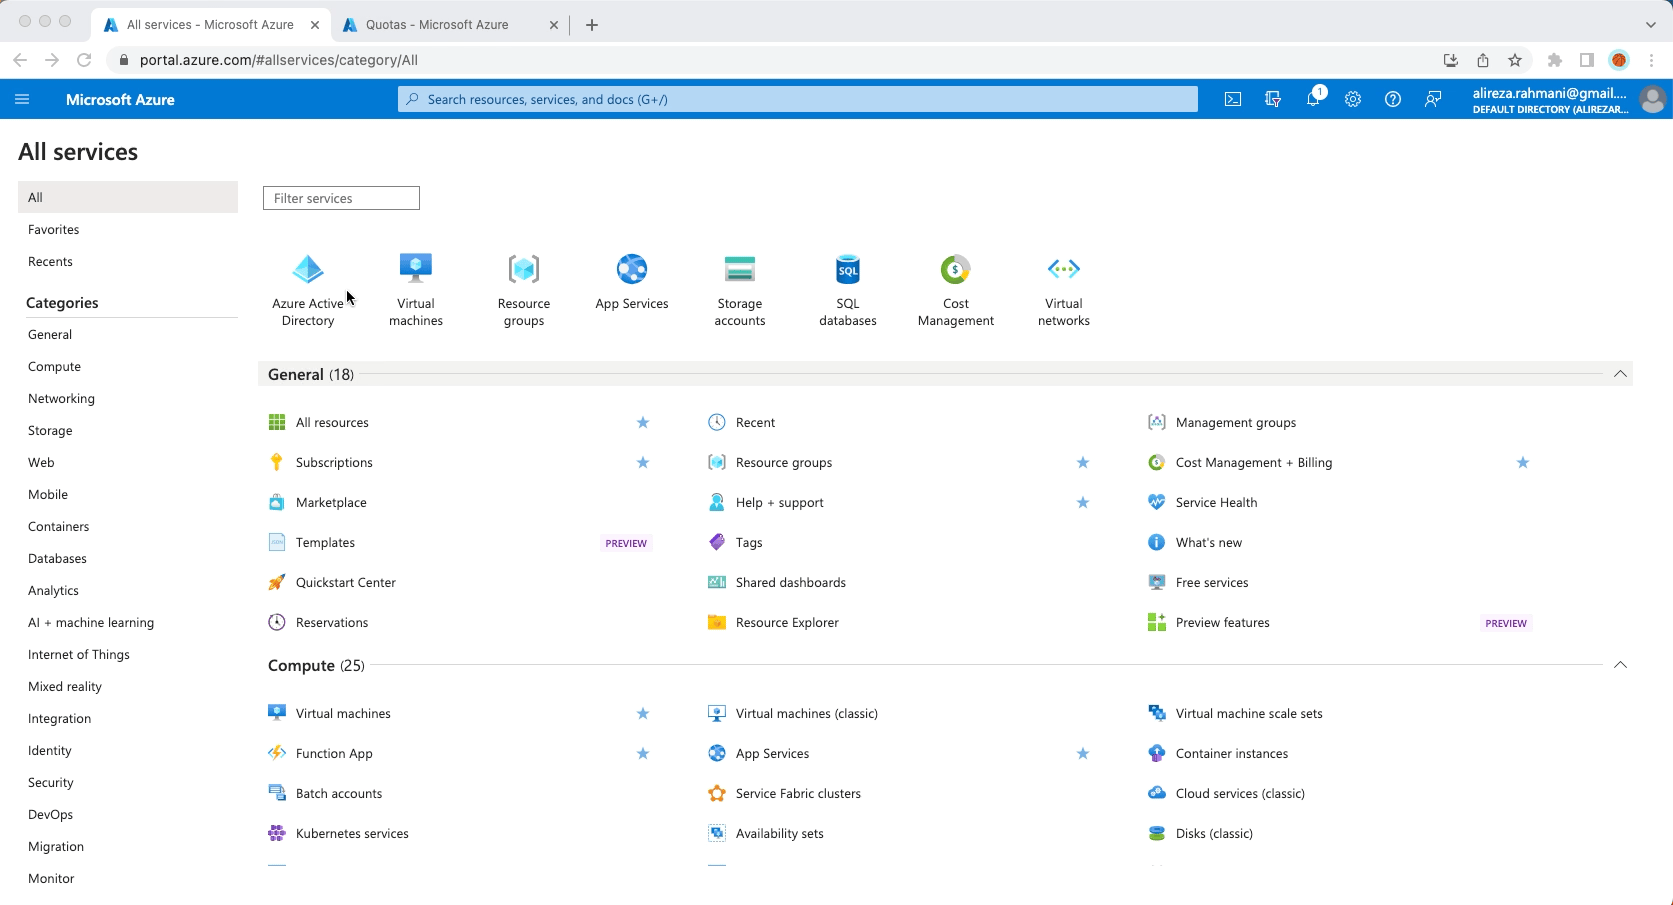 All services - Microsoft Azure
Quotas - Microsoft Azure
portal.azure.com/#allservices/category/All
Microsoft Azure
Search resources, services, and docs (G+/)
1
alireza.rahmani@gmail....
DEFAULT DIRECTORY (ALIREZAR...
All services
All
Favorites
Recents
Categories
General
Compute
Networking
Storage
Web
Mobile
Containers
Databases
Analytics
AI + machine learning
Internet of Things
Mixed reality
Integration
Identity
Security
DevOps
Migration
Monitor
Filter services
Azure Active
Directory
Virtual
machines
Resource
groups
App Services
Storage
accounts
SQL
SQL
databases
Cost
Management
Virtual
networks
General (18)
All resources
Recent
Management groups
Subscriptions
Resource groups
Cost Management + Billing
Marketplace
Help + support
Service Health
Templates PREVIEW
Tags
What's new
Quickstart Center
Shared dashboards
Free services
Reservations
Resource Explorer
Preview features PREVIEW
Compute (25)
Virtual machines
Virtual machines (classic)
Virtual machine scale sets
Function App
App Services
Container instances
Batch accounts
Service Fabric clusters
Cloud services (classic)
Kubernetes services
Availability sets
Disks (classic)